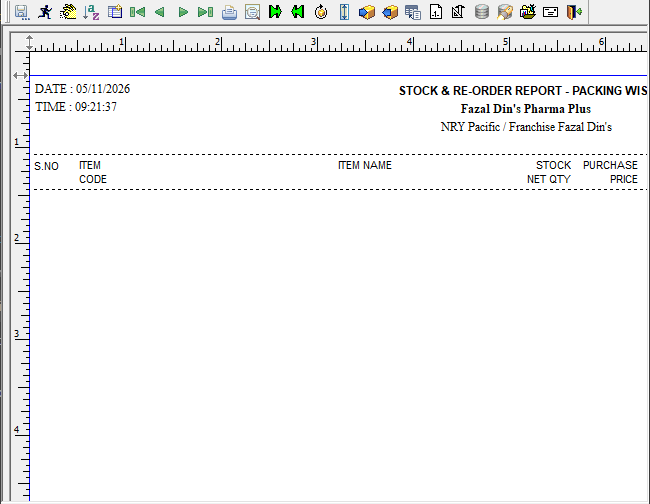 1 2 3 4 5 6
DATE : 05/11/2026
STOCK & RE-ORDER REPORT - PACKING WIS
TIME : 09:21:37
Fazal Din's Pharma Plus
NRY Pacific / Franchise Fazal Din's
1
S.NO ITEM ITEM NAME STOCK PURCHASE
CODE NET QTY PRICE
2
3
4